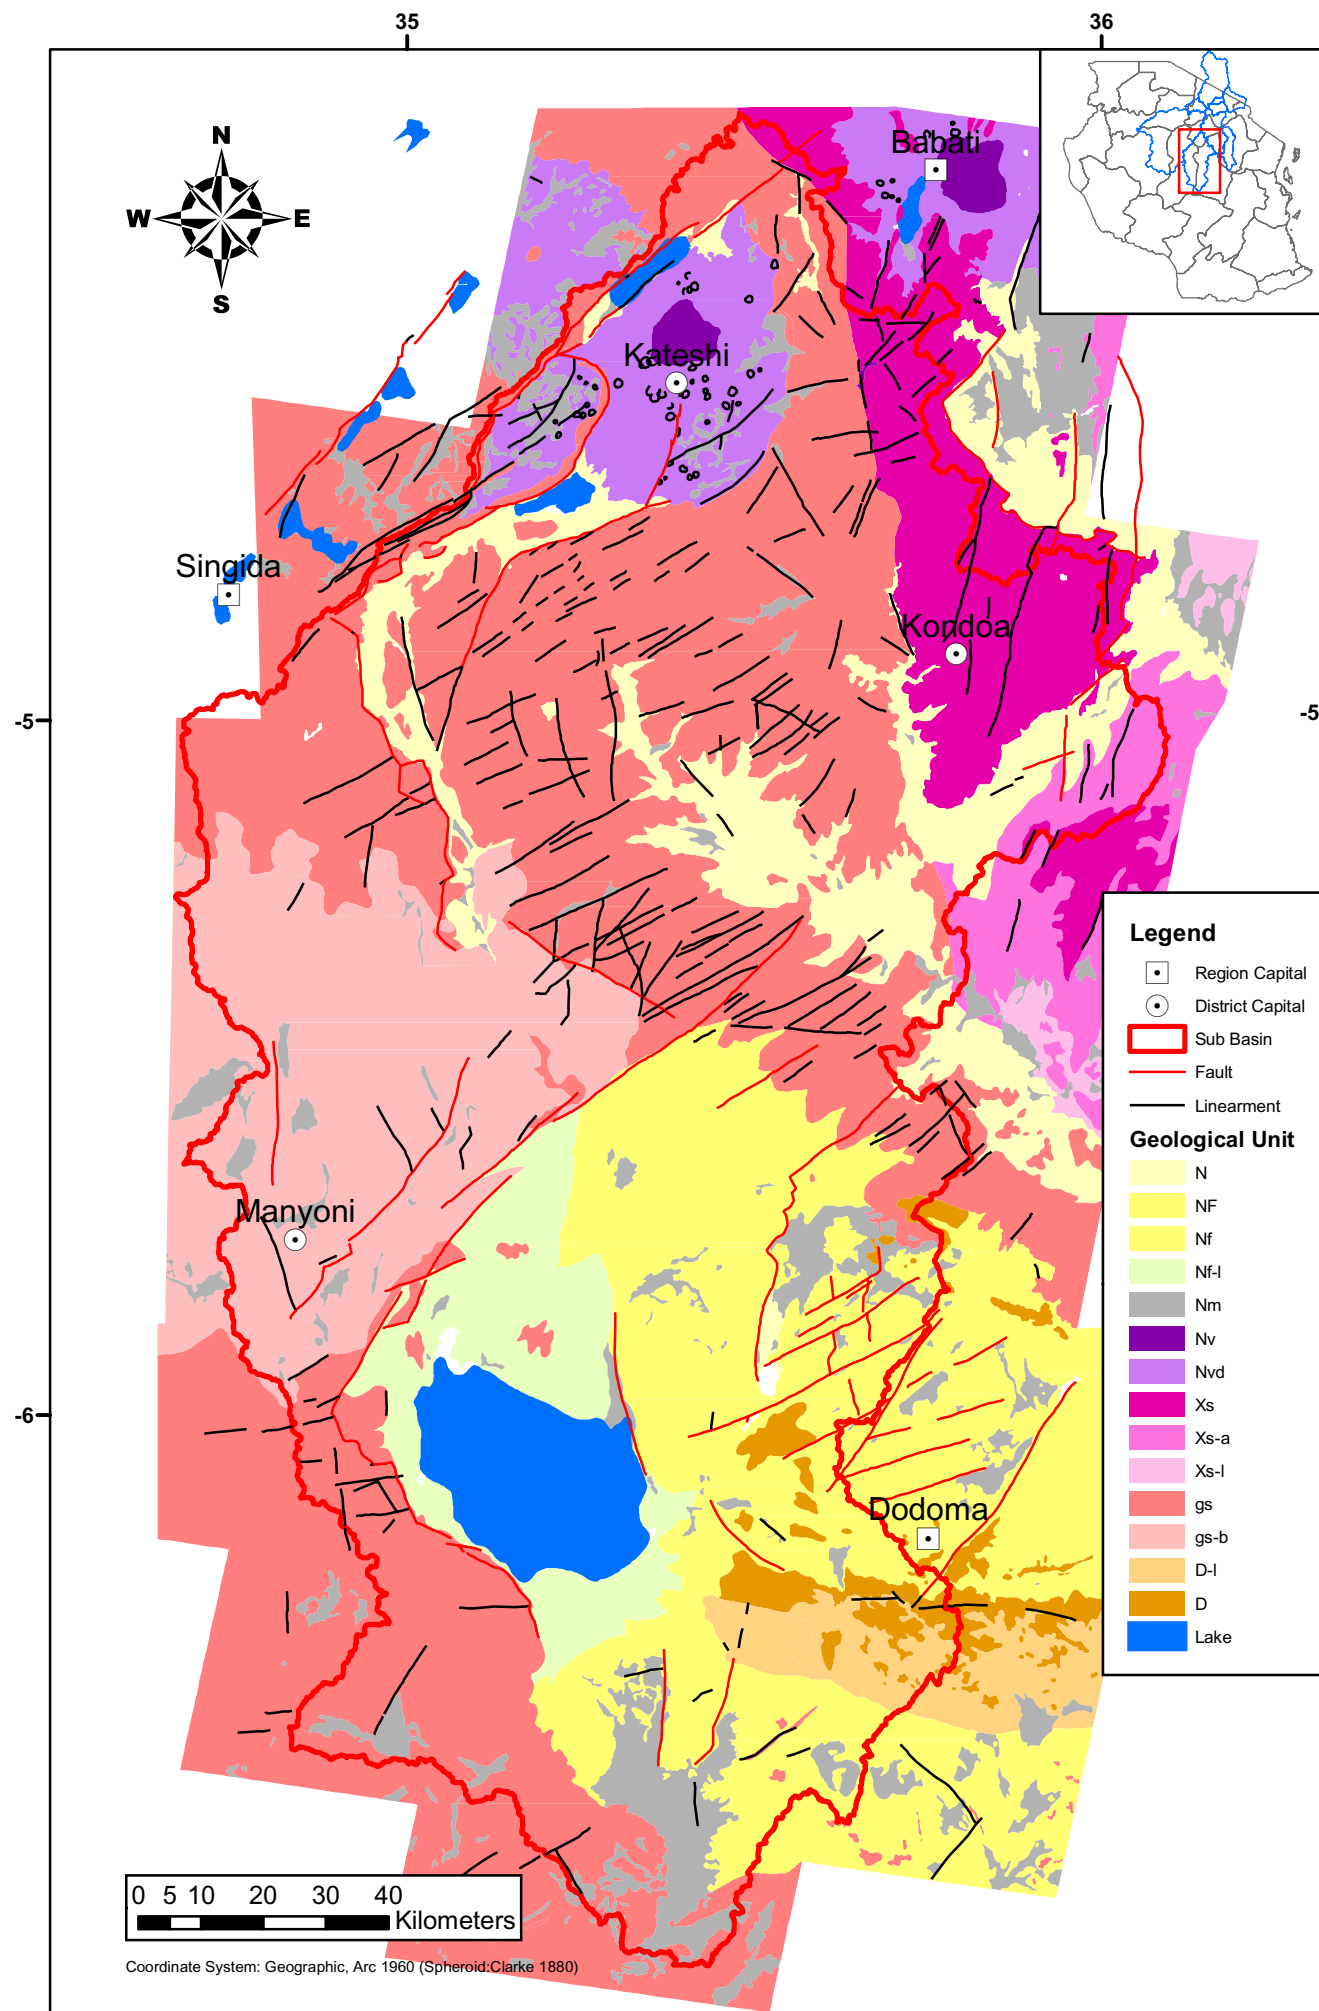 35
36
N
W
E
S
Babati
Kateshi
Singida
Kondoa
-5
-5
Legend
Region Capital
District Capital
Sub Basin
Fault
Linearment
Geological Unit
N
NF
Nf
Nf-l
Nm
Nv
Nvd
Xs
Xs-a
Xs-l
gs
gs-b
D-l
D
Lake
Manyoni
-6
Dodoma
0 5 10 20 30 40
Kilometers
Coordinate System: Geographic, Arc 1960 (Spheroid:Clarke 1880)